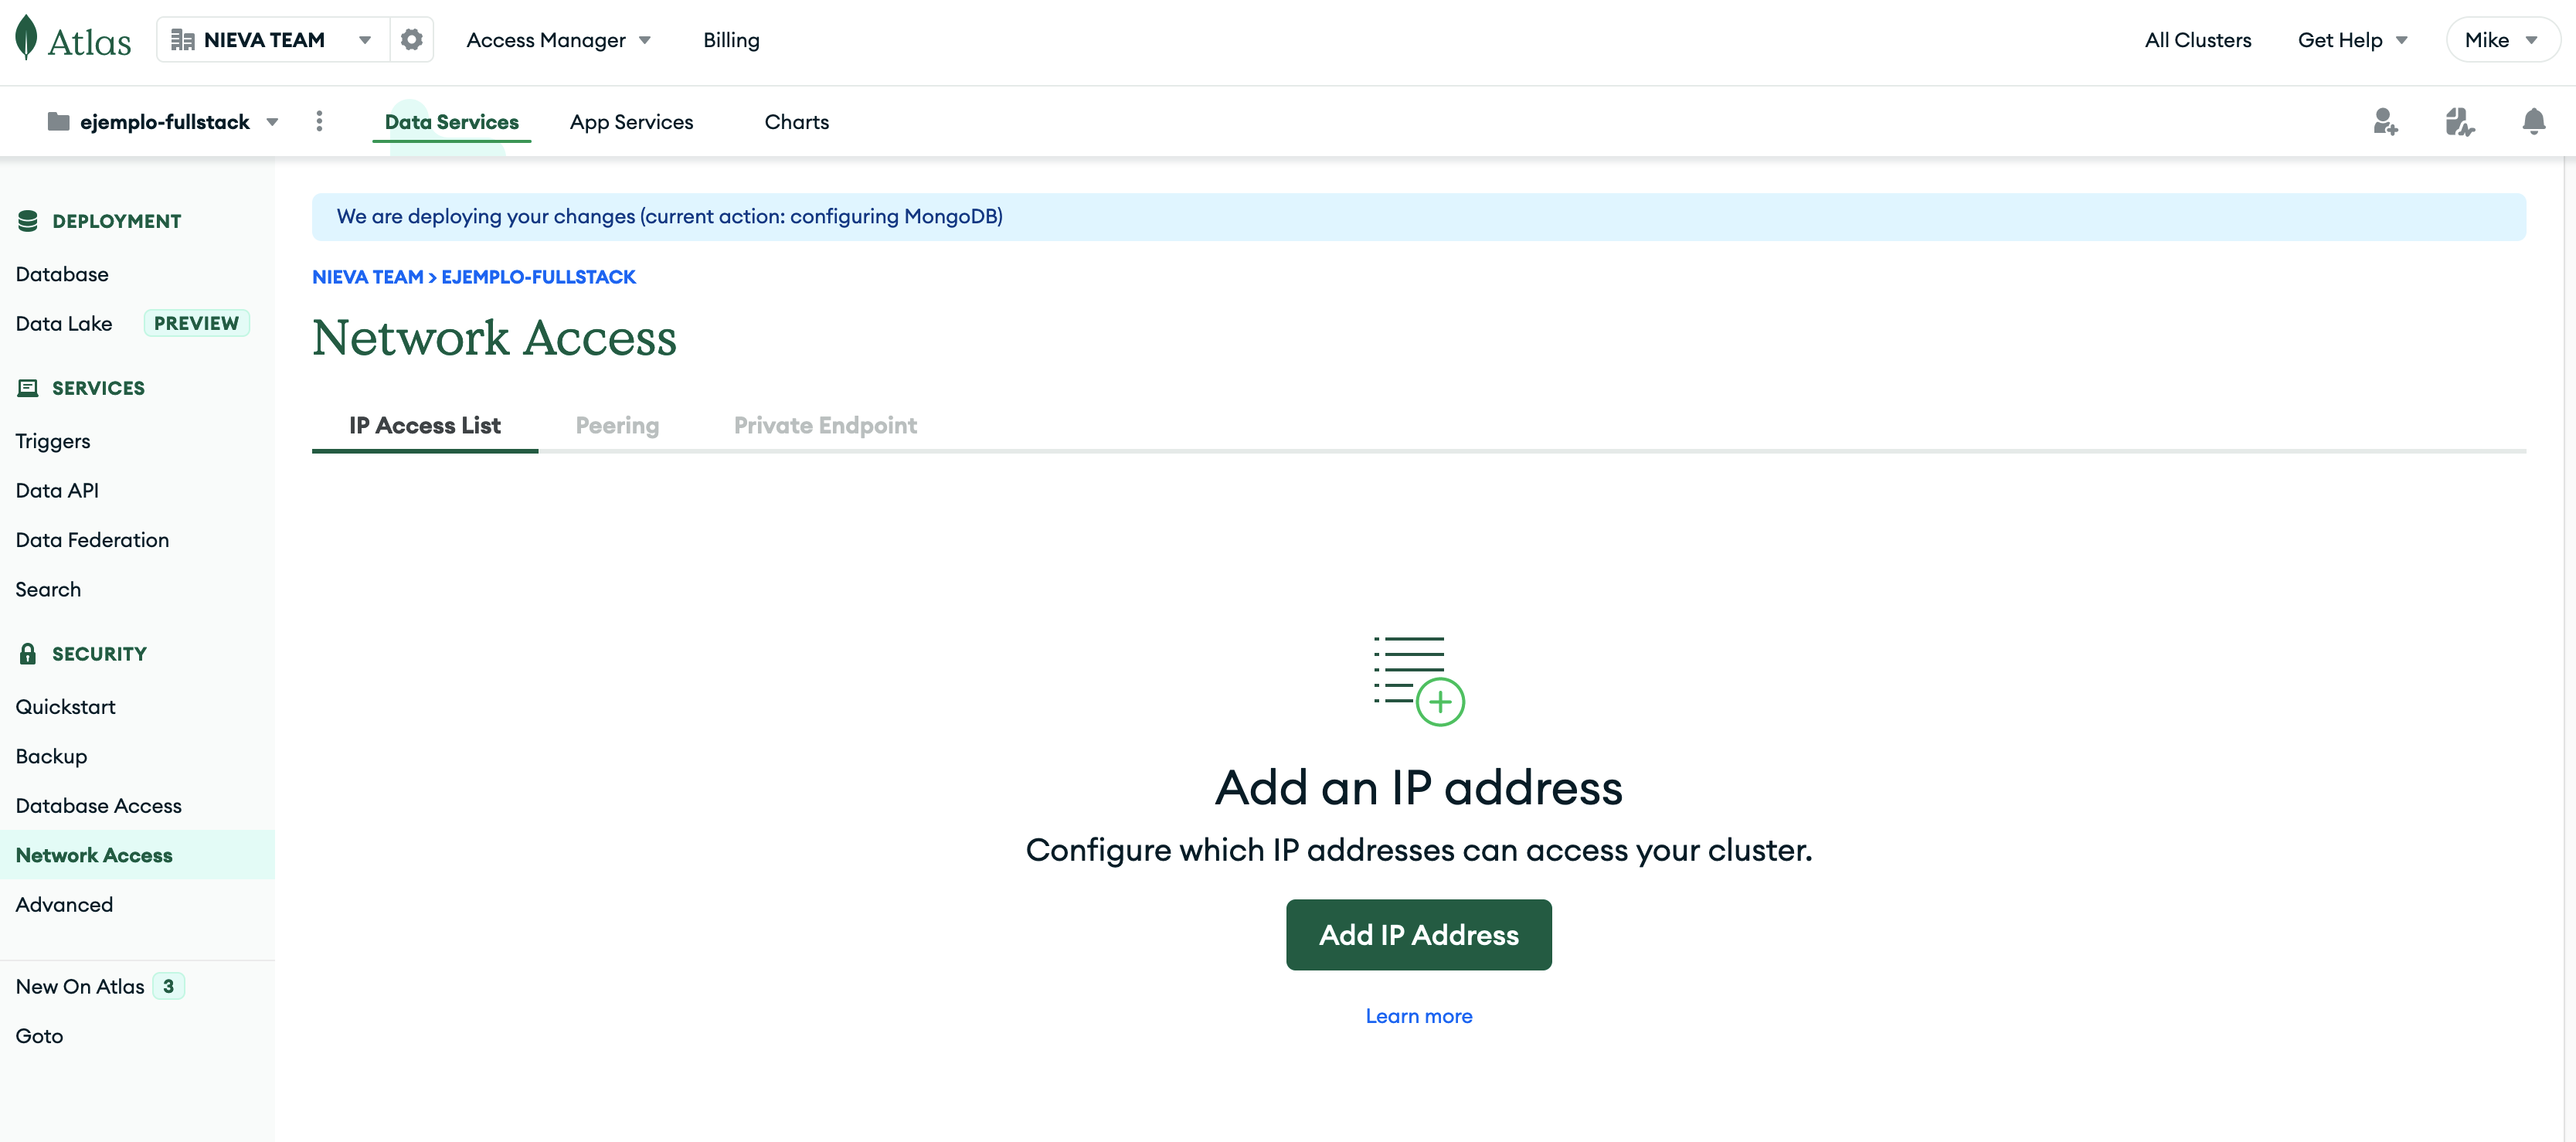 Atlas
NIEVA TEAM
Access Manager
Billing
All Clusters
Get Help
Mike
ejemplo-fullstack
Data Services
App Services
Charts
DEPLOYMENT
Database
Data Lake PREVIEW
SERVICES
Triggers
Data API
Data Federation
Search
SECURITY
Quickstart
Backup
Database Access
Network Access
Advanced
New On Atlas 3
Goto
We are deploying your changes (current action: configuring MongoDB)
NIEVA TEAM > EJEMPLO-FULLSTACK
Network Access
IP Access List
Peering
Private Endpoint
Add an IP address
Configure which IP addresses can access your cluster.
Add IP Address
Learn more